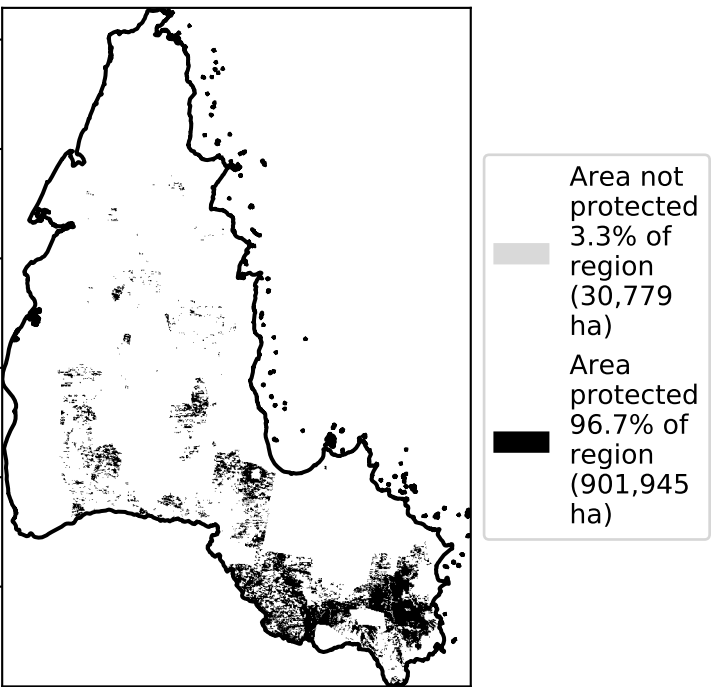 Area not
protected
3.3% of
region
(30,779
ha)
Area
protected
96.7% of
region
(901,945
ha)